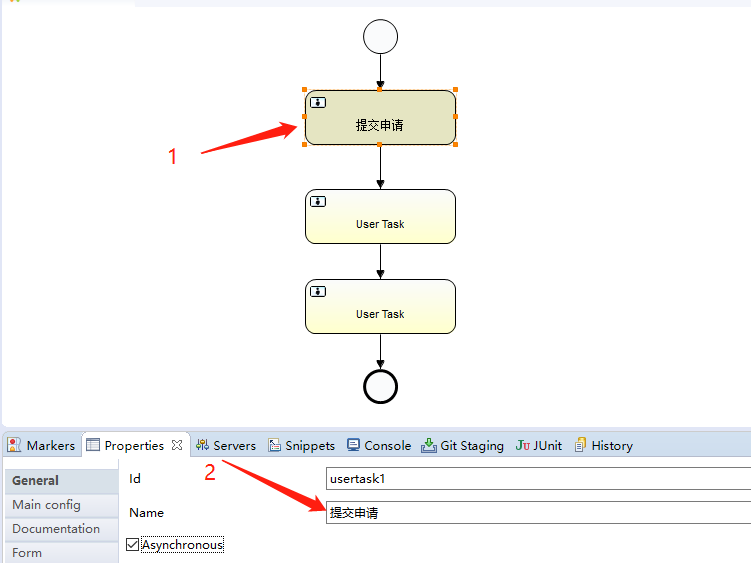 提交申请
1
User Task
User Task
Markers Properties Servers Snippets Console Git Staging JUnit History
General
Main config
Documentation
Form
2
Id usertask1
Name 提交申请
Asynchronous